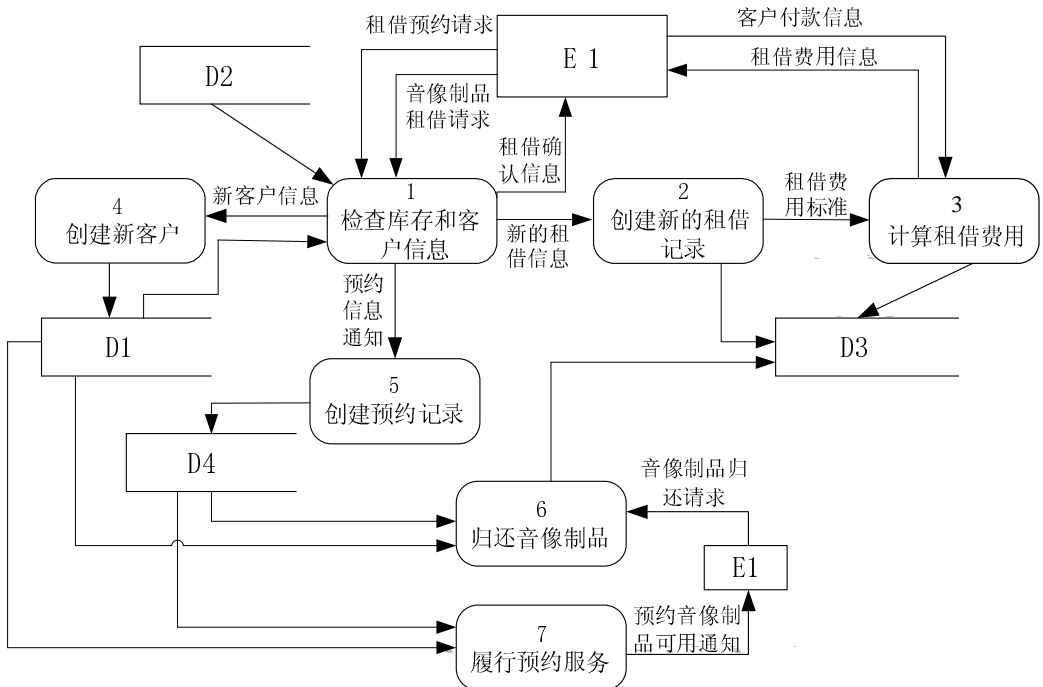 租借预约请求
E 1
客户付款信息
租借费用信息
D2
音像制品
租借请求
租借确
认信息
4
创建新客户
新客户信息
1
检查库存和客
户信息
新的租
借信息
2
创建新的租借
记录
租借费
用标准
3
计算租借费用
预约
信息
通知
D1
D3
5
创建预约记录
D4
音像制品归
还请求
6
归还音像制品
E1
7
履行预约服务
预约音像制
品可用通知